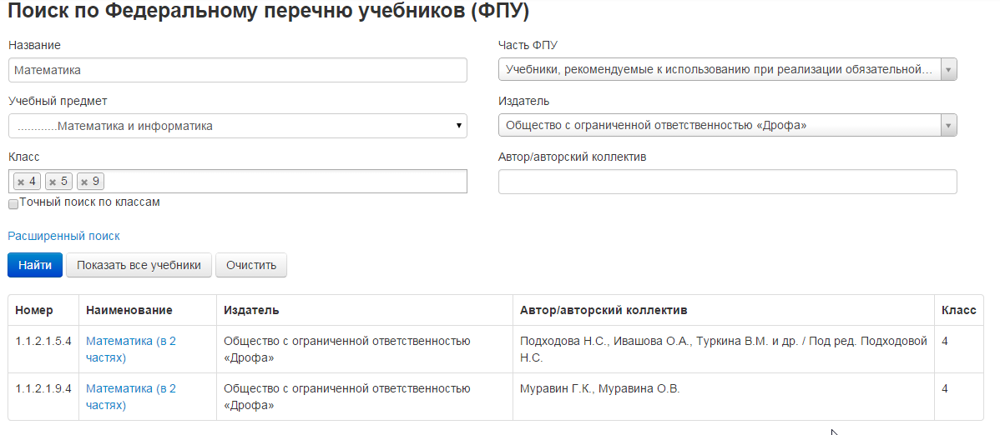 Поиск по Федеральному перечню учебников (ФПУ)
Название
Часть ФПУ
Математика
Учебники, рекомендуемые к использованию при реализации обязательной...
Учебный предмет
Издатель
............Математика и информатика
Общество с ограниченной ответственностью «Дрофа»
Класс
Автор/авторский коллектив
× 4 × 5 × 9
Точный поиск по классам
Расширенный поиск
Найти Показать все учебники Очистить
Номер Наименование Издатель Автор/авторский коллектив Класс
1.1.2.1.5.4 Математика (в 2 Общество с ограниченной ответственностью Подходова Н.С., Ивашова О.А., Туркина В.М. и др. / Под ред. Подходовой 4
частях) «Дрофа» Н.С.
1.1.2.1.9.4 Математика (в 2 Общество с ограниченной ответственностью Муравин Г.К., Муравина О.В. 4
частях) «Дрофа»